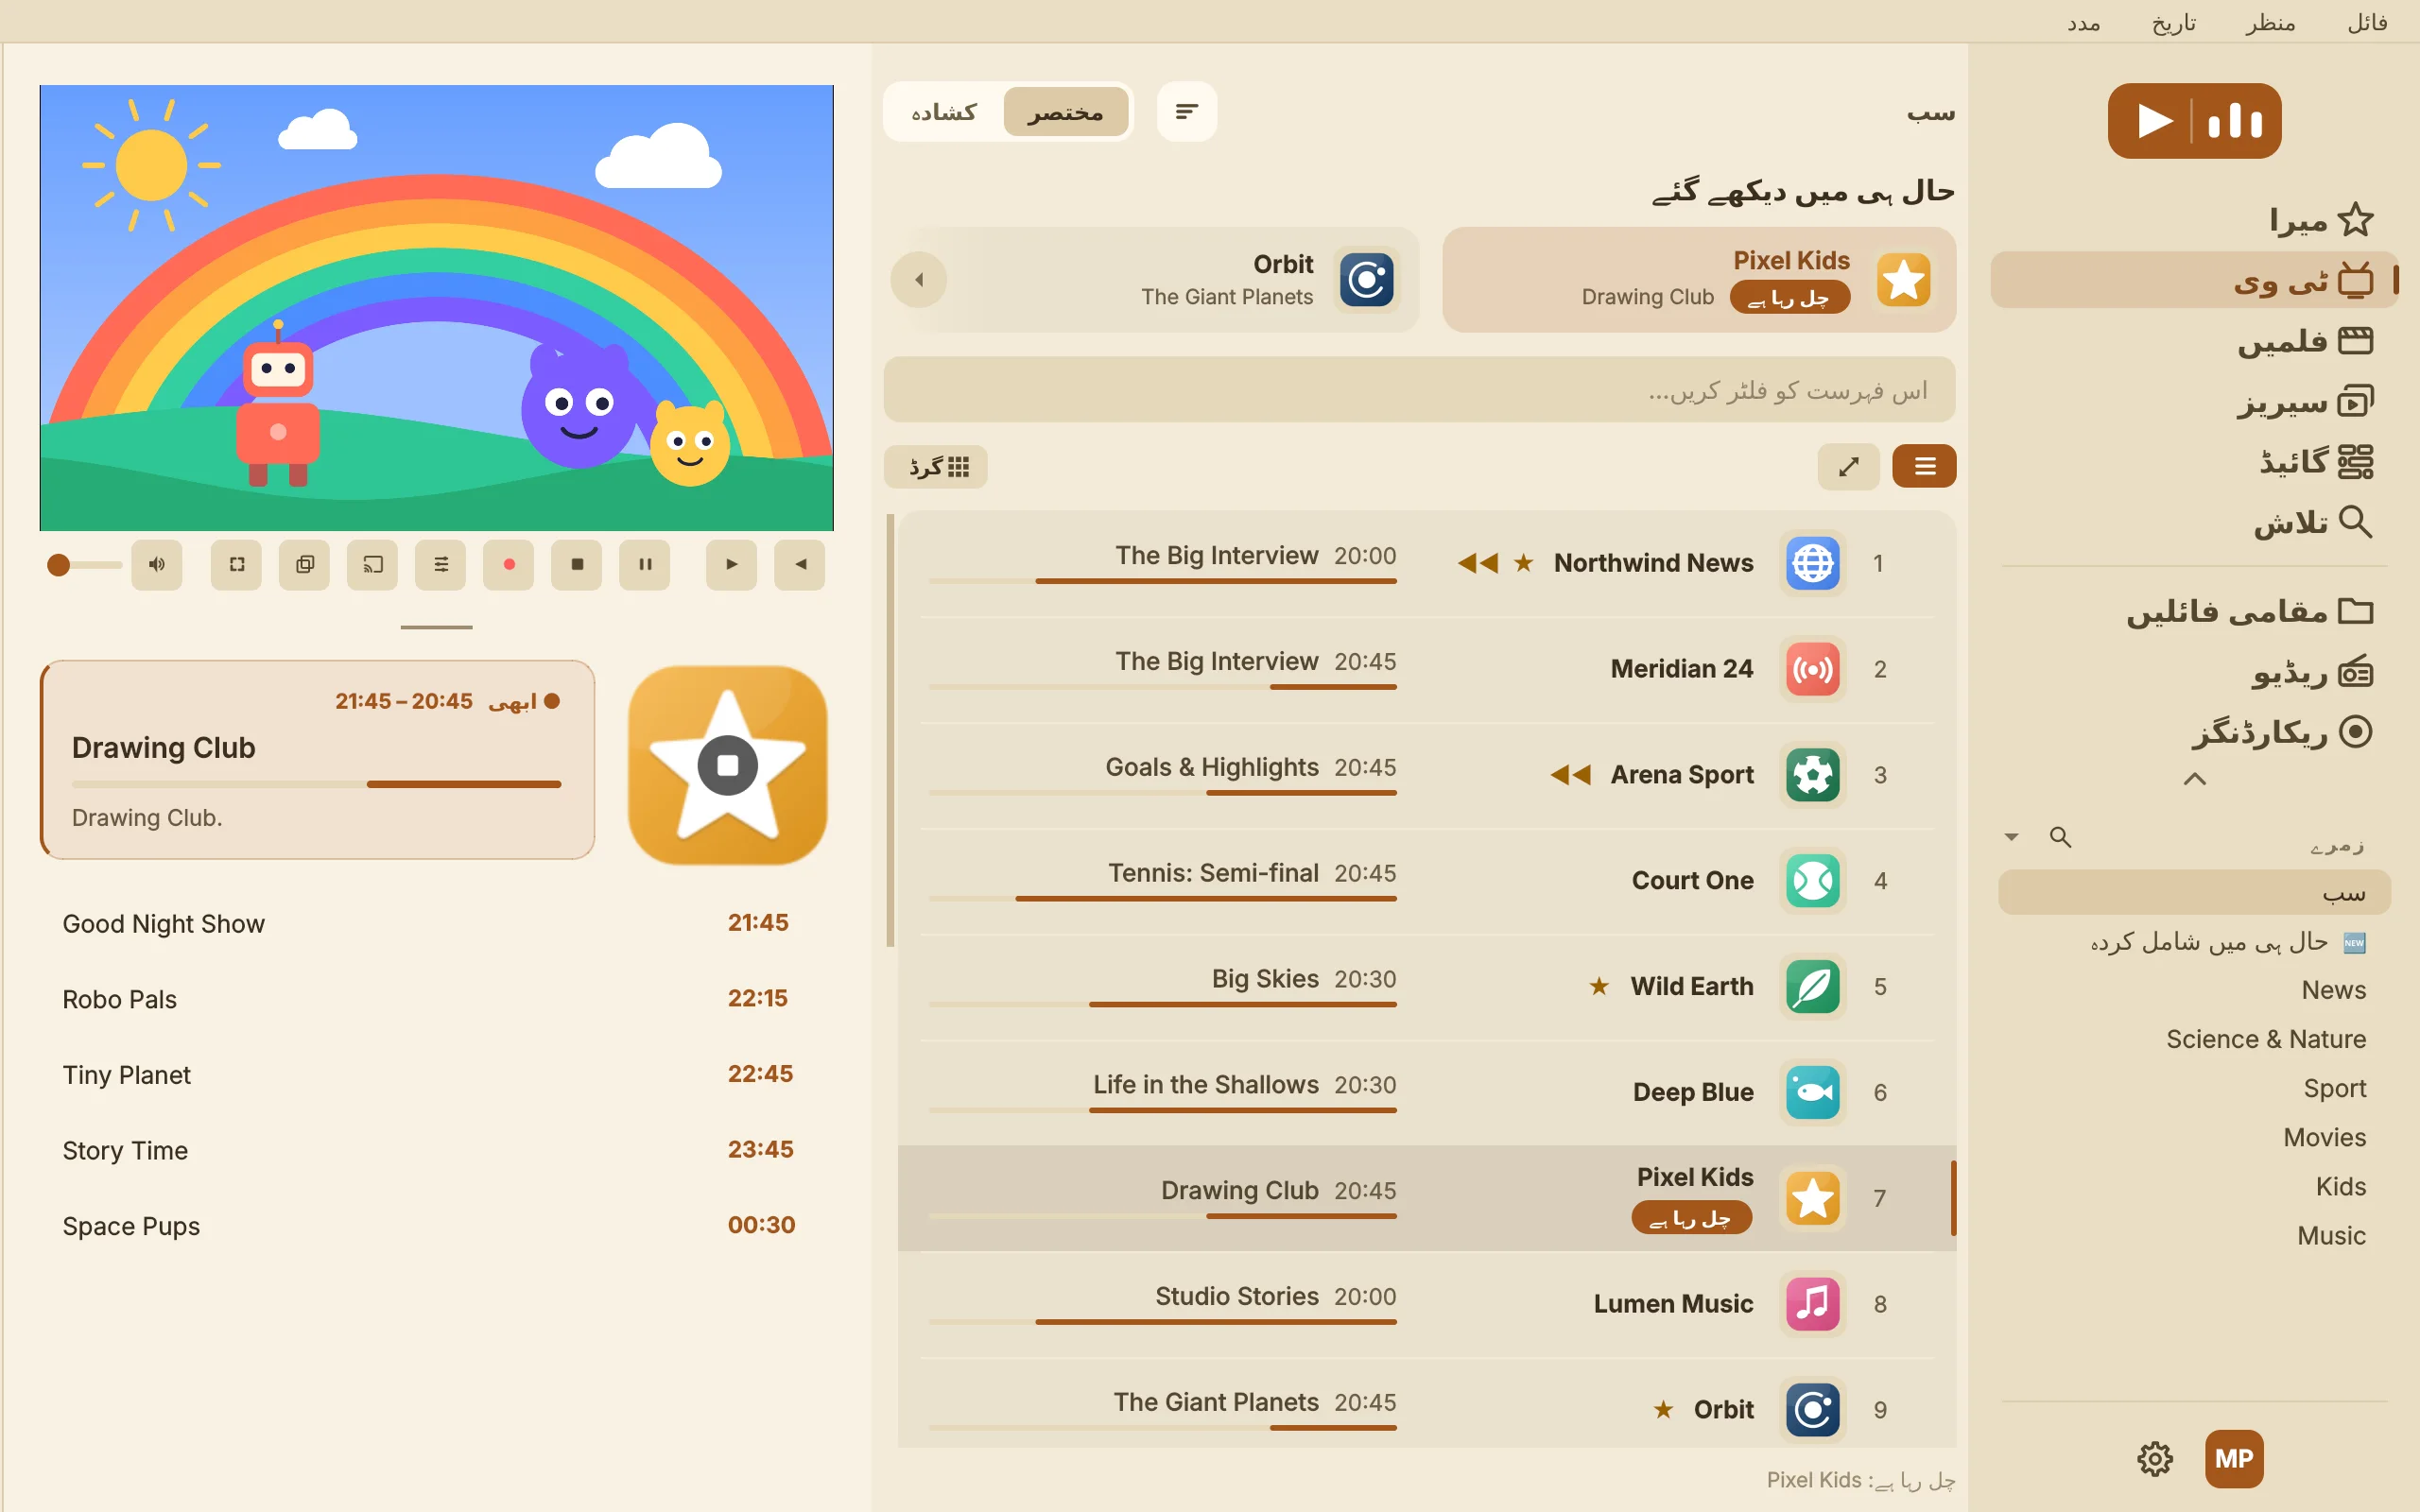 فائل
منظر
تاریخ
مدد
میرا
ٹی وی
فلمیں
سیریز
گائیڈ
تلاش
مقامی فائلیں
ریڈیو
ریکارڈنگز
زمرے
سب
🆕 حال ہی میں شامل کردہ
News
Science & Nature
Sport
Movies
Kids
Music
MP
سب
مختصر
کشادہ
حال ہی میں دیکھے گئے
Pixel Kids
چل رہا ہے Drawing Club
Orbit
The Giant Planets
اس فہرست کو فلٹر کریں...
گرڈ
1 Northwind News ★ 20:00 The Big Interview
2 Meridian 24 20:45 The Big Interview
3 Arena Sport 20:45 Goals & Highlights
4 Court One 20:45 Tennis: Semi-final
5 Wild Earth ★ 20:30 Big Skies
6 Deep Blue 20:30 Life in the Shallows
7 Pixel Kids 20:45 Drawing Club
چل رہا ہے
8 Lumen Music 20:00 Studio Stories
9 Orbit ★ 20:45 The Giant Planets
چل رہا ہے: Pixel Kids
ابھی 20:45 – 21:45
Drawing Club
Drawing Club.
21:45 Good Night Show
22:15 Robo Pals
22:45 Tiny Planet
23:45 Story Time
00:30 Space Pups